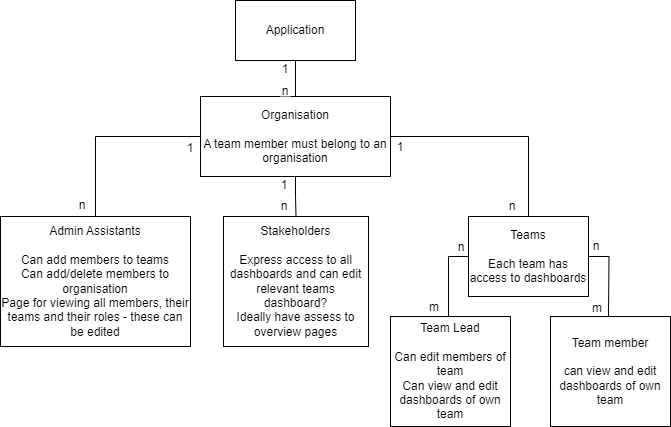 Application
1
n
Organisation
A team member must belong to an
organisation
1
1
1
n
n
n
Admin Assistants
Can add members to teams
Can add/delete members to
organisation
Page for viewing all members, their
teams and their roles - these can
be edited
Stakeholders
Express access to all
dashboards and can edit
relevant teams
dashboard?
Ideally have assess to
overview pages
Teams
Each team has
access to dashboards
n
n
m
m
Team Lead
Can edit members of
team
Can view and edit
dashboards of own
team
Team member
can view and edit
dashboards of own
team